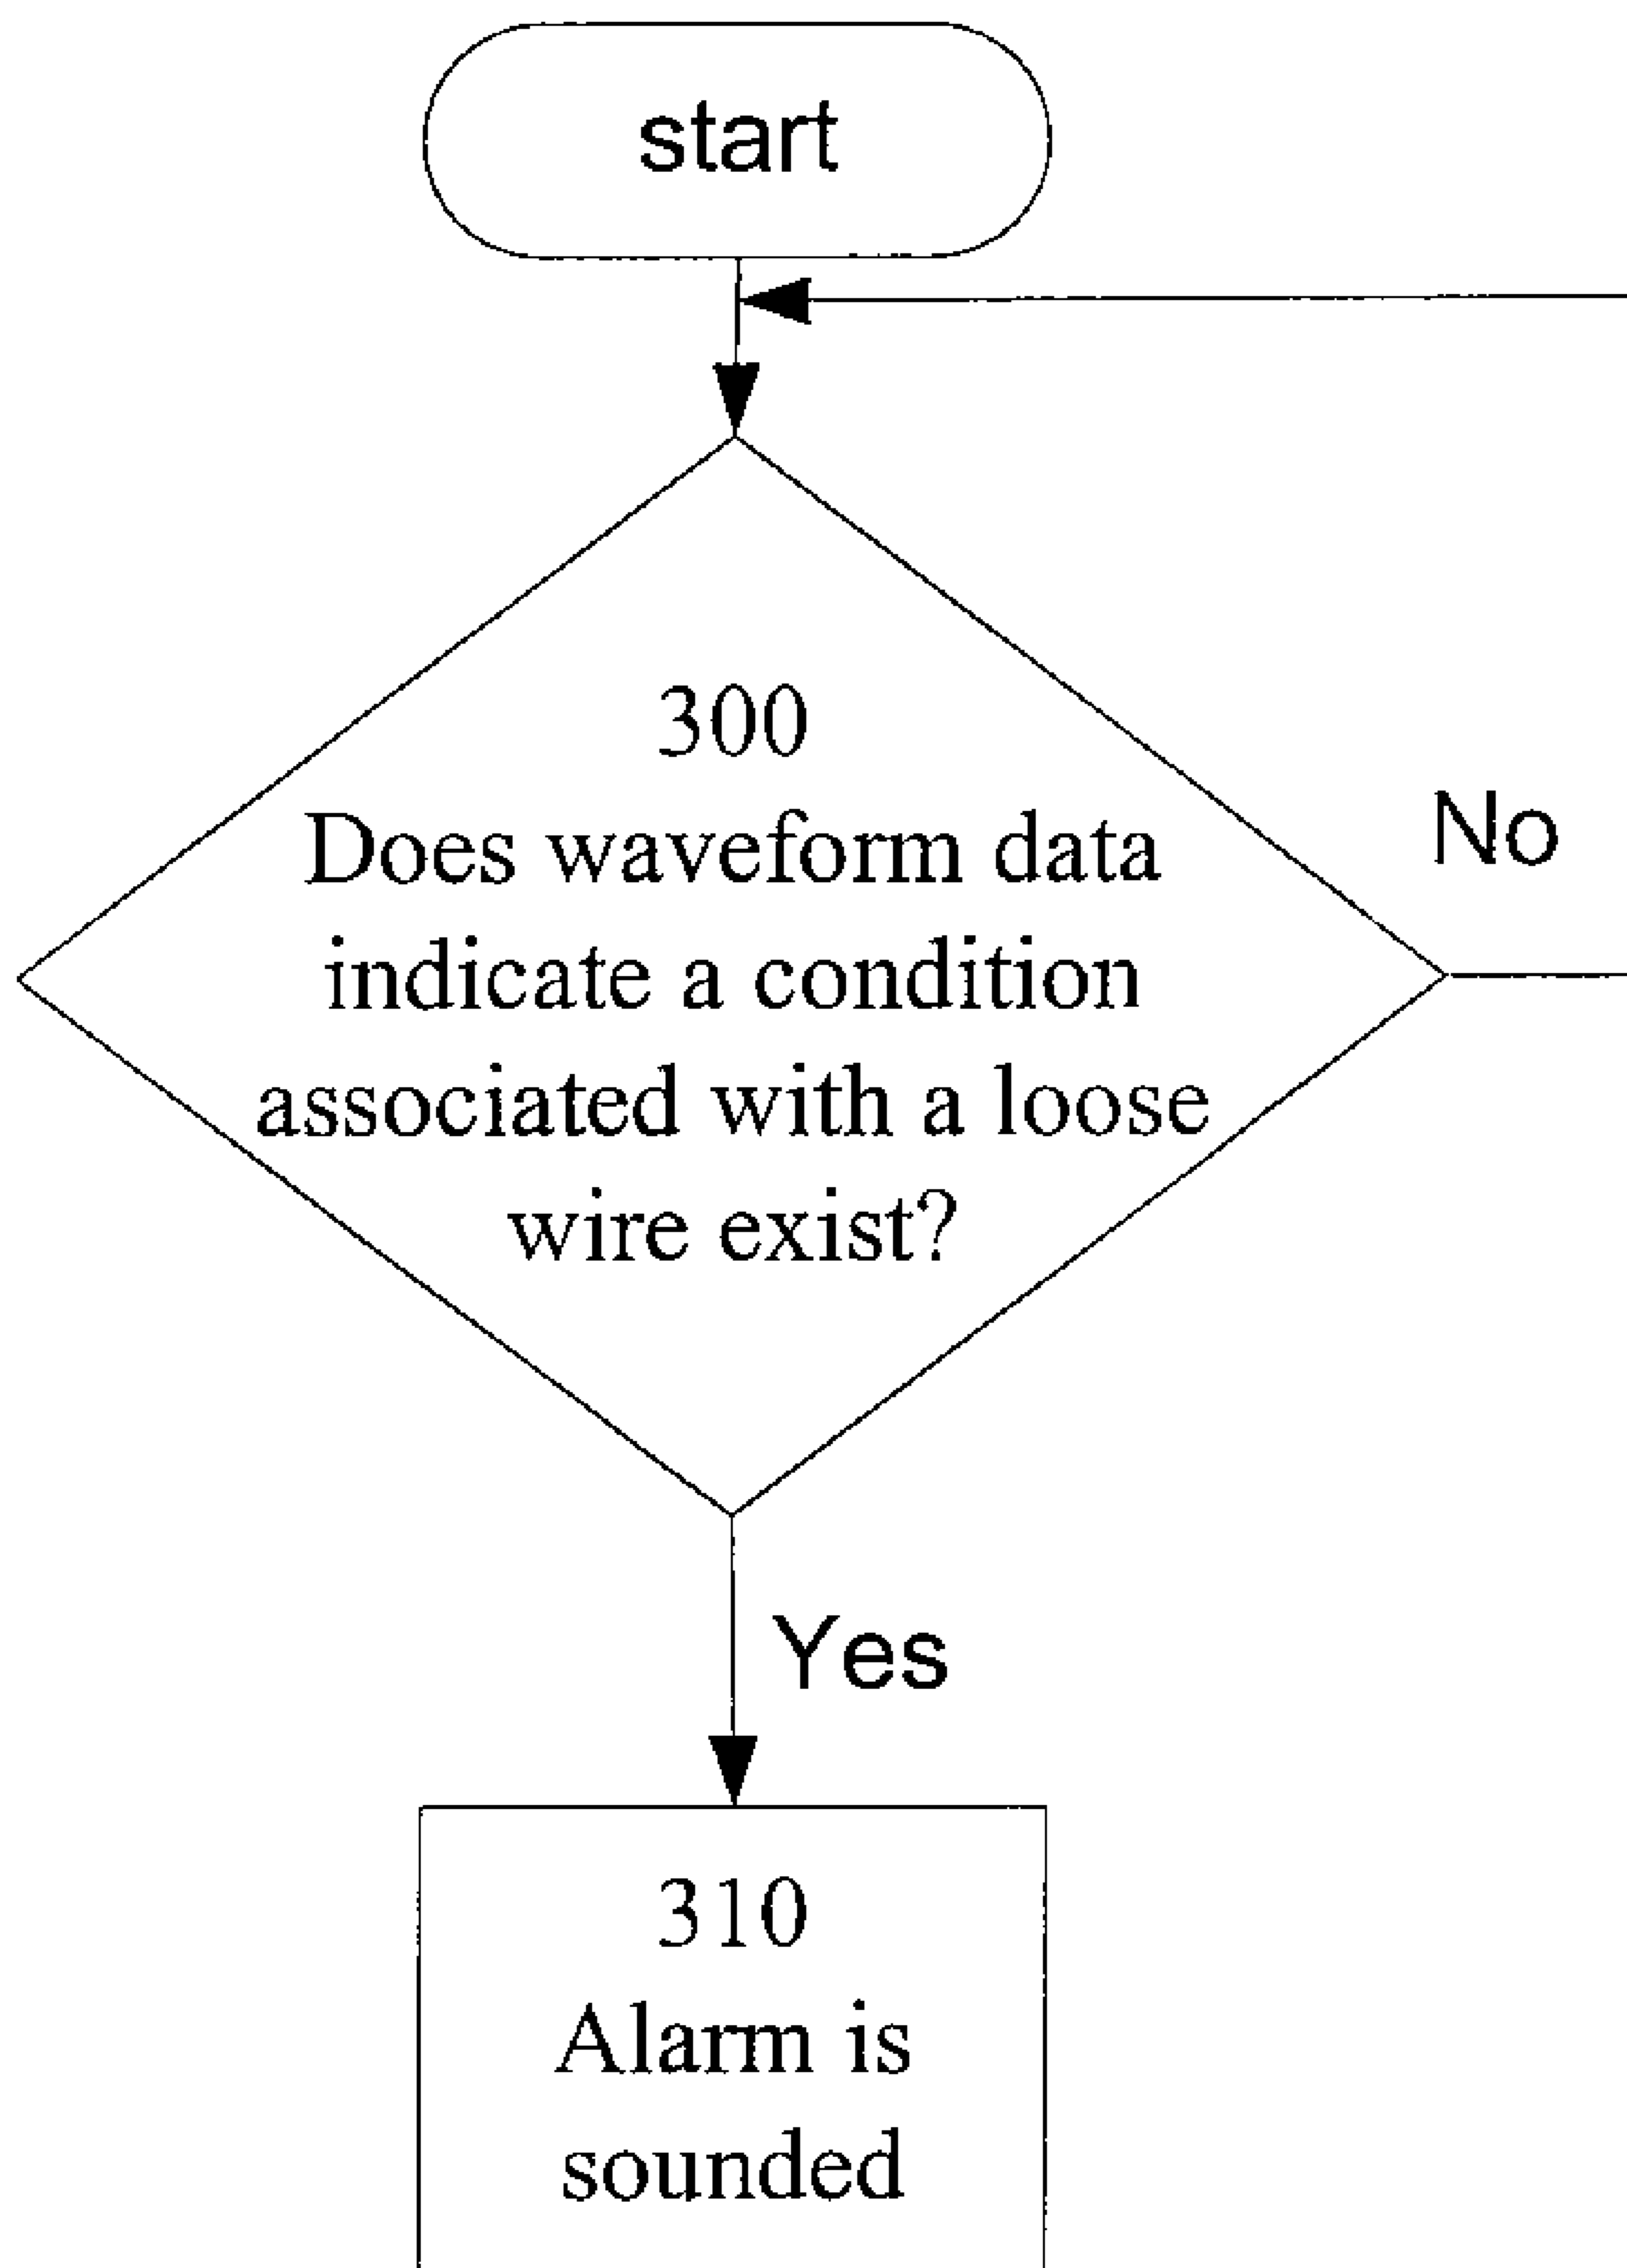 start
300
Does waveform data
indicate a condition
associated with a loose
wire exist?
No
Yes
310
Alarm is
sounded